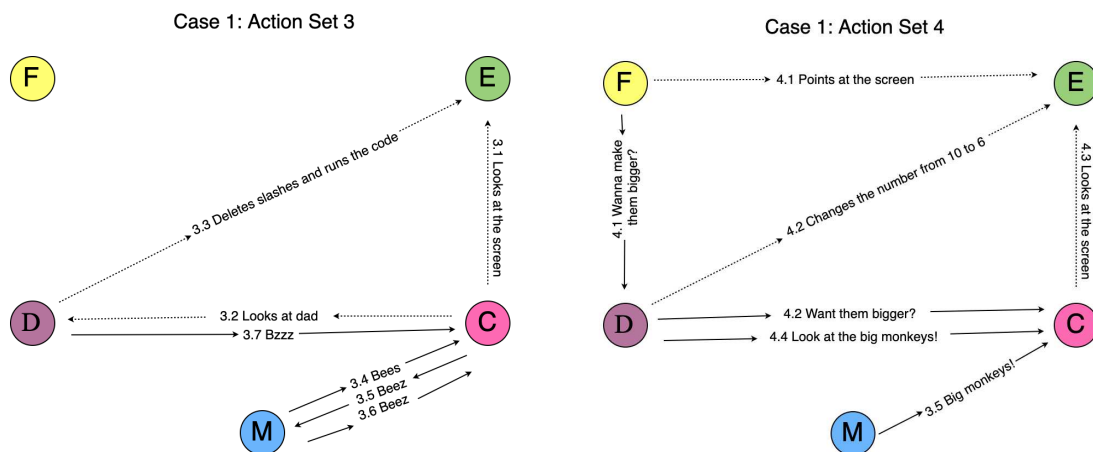 Case 1: Action Set 3
F
E
3.1 Looks at the screen
3.3 Deletes slashes and runs the code
D
C
3.2 Looks at dad
3.7 Bzzz
3.4 Bees
3.5 Beez
3.6 Beez
M
Case 1: Action Set 4
F
E
4.1 Points at the screen
4.1 Wanna make
them bigger?
4.2 Changes the number from 10 to 6
4.3 Looks at the screen
D
C
4.2 Want them bigger?
4.4 Look at the big monkeys!
3.5 Big monkeys!
M